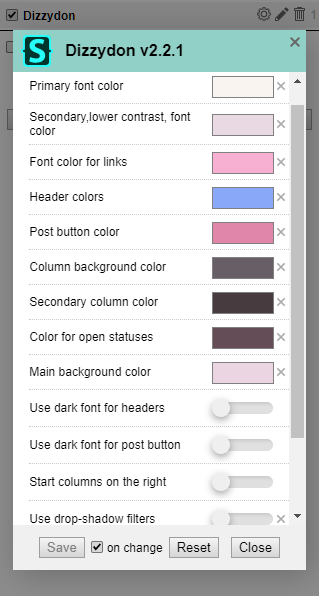 Dizzydon
1
S
Dizzydon v2.2.1
Primary font color
Secondary,lower contrast, font
color
Font color for links
Header colors
Post button color
Column background color
Secondary column color
Color for open statuses
Main background color
Use dark font for headers
Use dark font for post button
Start columns on the right
Use drop-shadow filters
Save on change Reset Close